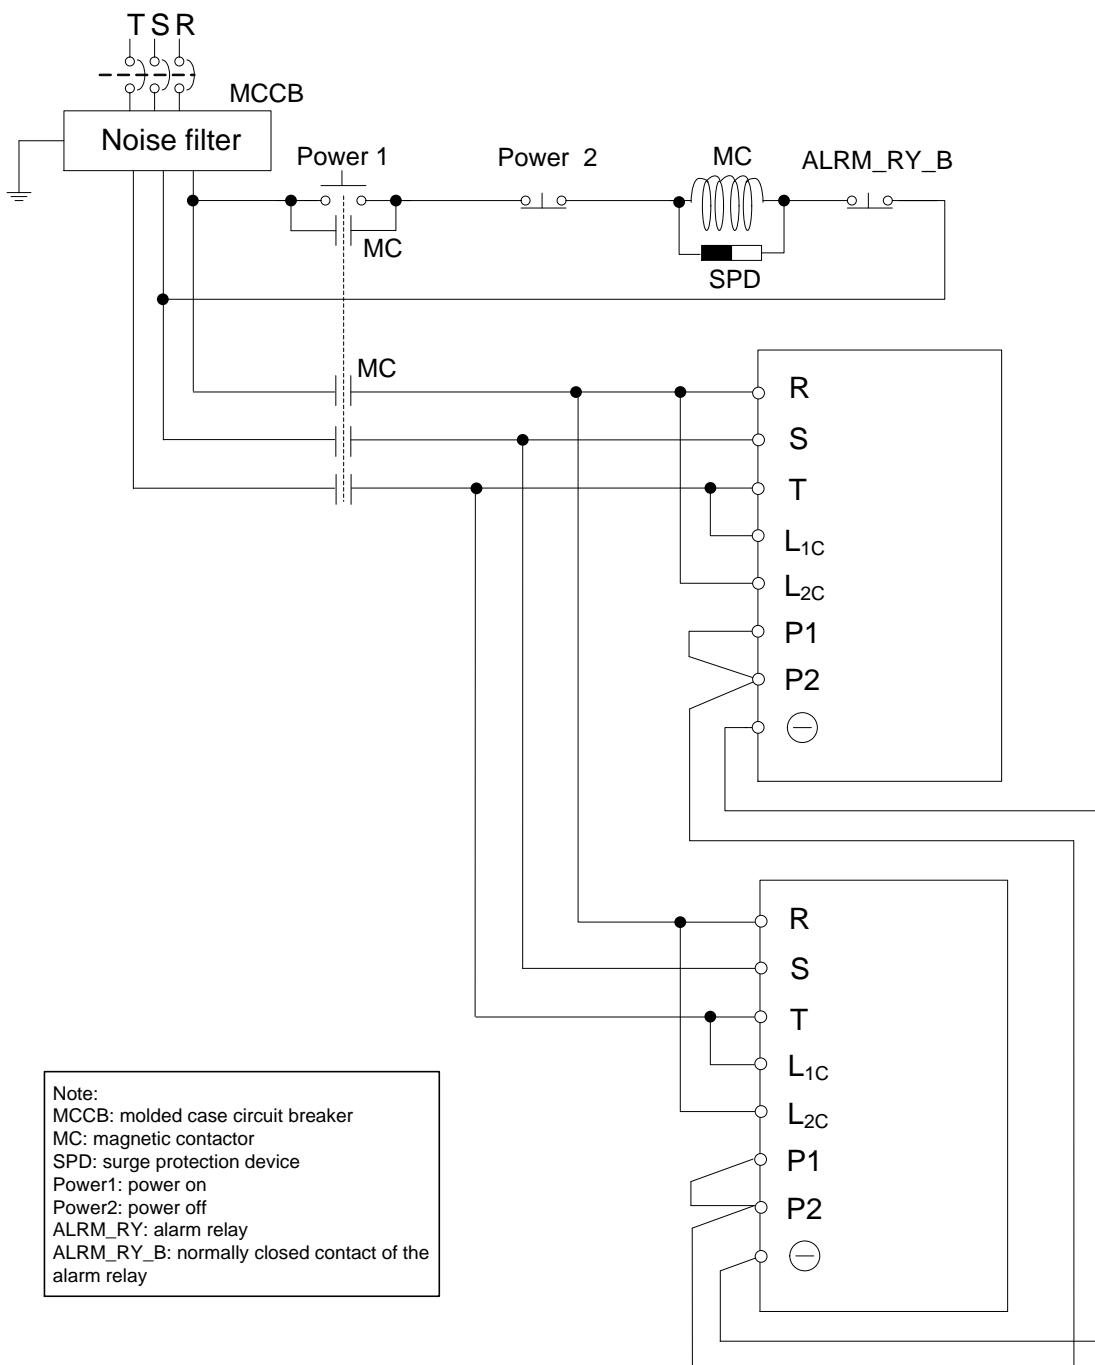 T S R
MCCB
Noise filter
Power 1
Power 2
MC
ALRM_RY_B
MC
SPD
MC
R
S
T
L1C
L2C
P1
P2
R
S
T
L1C
L2C
P1
P2
Note:
MCCB: molded case circuit breaker
MC: magnetic contactor
SPD: surge protection device
Power1: power on
Power2: power off
ALRM_RY: alarm relay
ALRM_RY_B: normally closed contact of the
alarm relay